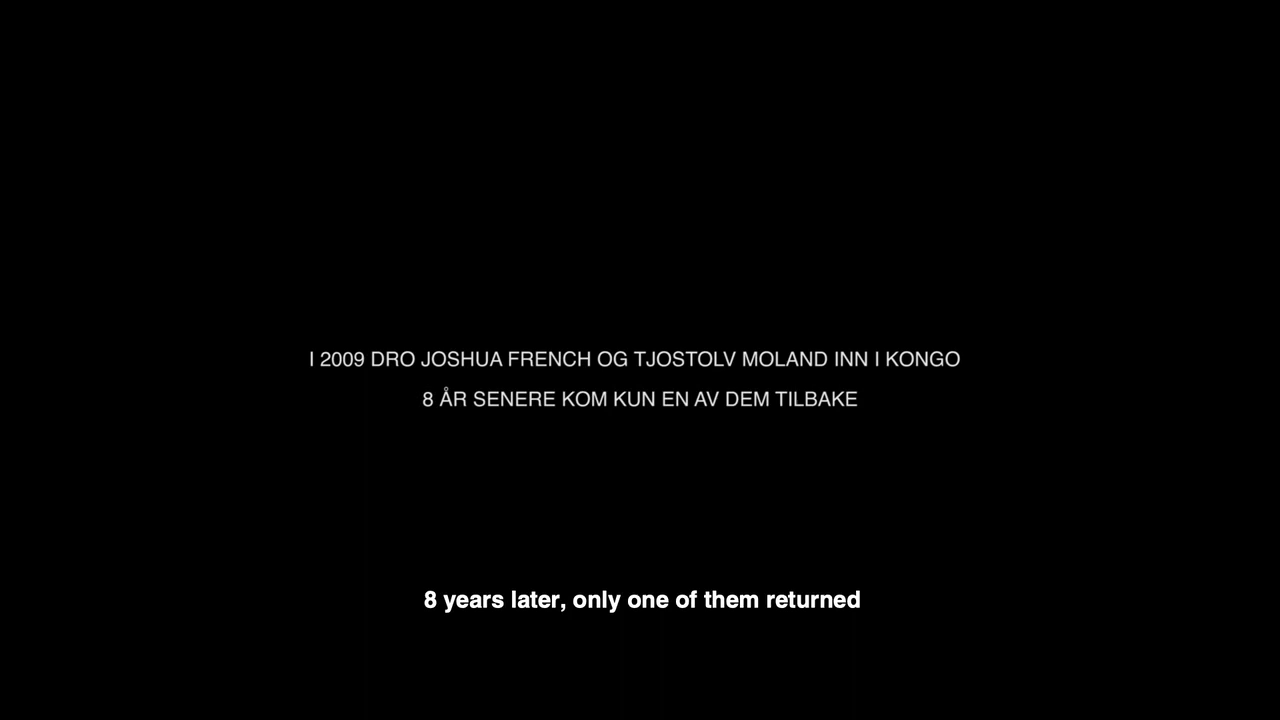 I 2009 DRO JOSHUA FRENCH OG TJOSTOLV MOLAND INN I KONGO
8 ÅR SENERE KOM KUN EN AV DEM TILBAKE
8 years later, only one of them returned